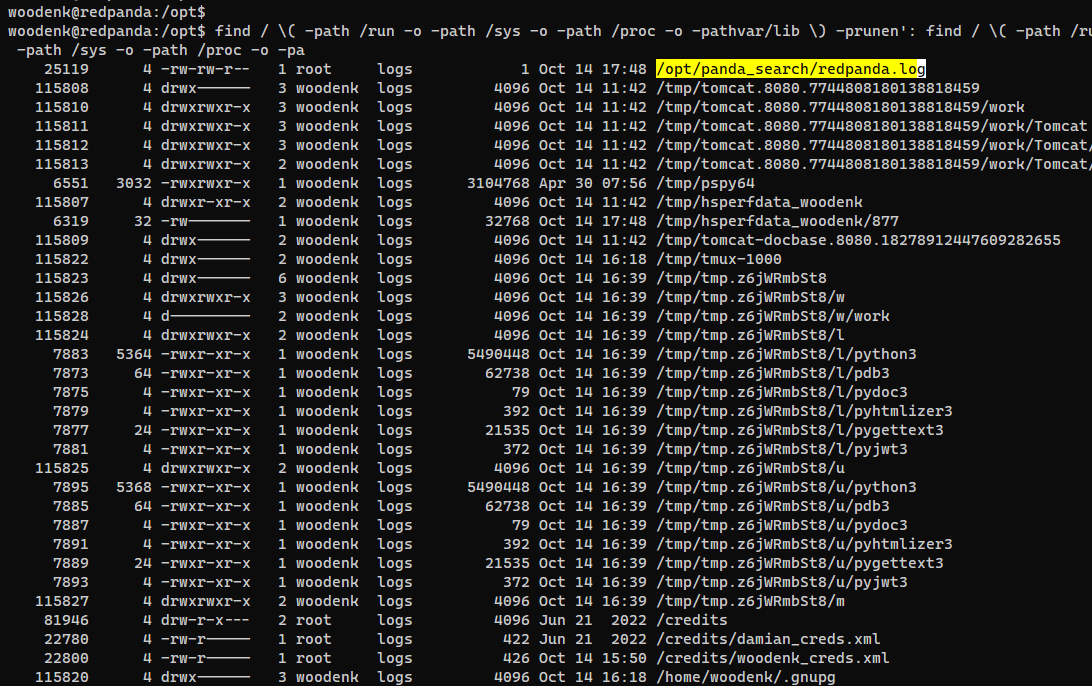 woodenk@redpanda:/opt$
woodenk@redpanda:/opt$ find / \( -path /run -o -path /sys -o -path /proc -o -pathvar/lib \) -prunen': find / \( -path /ru
-path /sys -o -path /proc -o -pa
25119 4 -rw-rw-r-- 1 root logs 1 Oct 14 17:48 /opt/panda_search/redpanda.log
115808 4 drwx------ 3 woodenk logs 4096 Oct 14 11:42 /tmp/tomcat.8080.7744808180138818459
115810 4 drwxrwxr-x 3 woodenk logs 4096 Oct 14 11:42 /tmp/tomcat.8080.7744808180138818459/work
115811 4 drwxrwxr-x 3 woodenk logs 4096 Oct 14 11:42 /tmp/tomcat.8080.7744808180138818459/work/Tomcat
115812 4 drwxrwxr-x 3 woodenk logs 4096 Oct 14 11:42 /tmp/tomcat.8080.7744808180138818459/work/Tomcat/
115813 4 drwxrwxr-x 2 woodenk logs 4096 Oct 14 11:42 /tmp/tomcat.8080.7744808180138818459/work/Tomcat/
6551 3032 -rwxrwxr-x 1 woodenk logs 3104768 Apr 30 07:56 /tmp/pspy64
115807 4 drwxr-xr-x 2 woodenk logs 4096 Oct 14 11:42 /tmp/hsperfdata_woodenk
6319 32 -rw------- 1 woodenk logs 32768 Oct 14 17:48 /tmp/hsperfdata_woodenk/877
115809 4 drwx------ 2 woodenk logs 4096 Oct 14 11:42 /tmp/tomcat-docbase.8080.18278912447609282655
115822 4 drwx------ 2 woodenk logs 4096 Oct 14 16:18 /tmp/tmux-1000
115823 4 drwx------ 6 woodenk logs 4096 Oct 14 16:39 /tmp/tmp.z6jWRmbSt8
115826 4 drwxrwxr-x 3 woodenk logs 4096 Oct 14 16:39 /tmp/tmp.z6jWRmbSt8/w
115828 4 d--------- 2 woodenk logs 4096 Oct 14 16:39 /tmp/tmp.z6jWRmbSt8/w/work
115824 4 drwxrwxr-x 2 woodenk logs 4096 Oct 14 16:39 /tmp/tmp.z6jWRmbSt8/l
7883 5364 -rwxr-xr-x 1 woodenk logs 5490448 Oct 14 16:39 /tmp/tmp.z6jWRmbSt8/l/python3
7873 64 -rwxr-xr-x 1 woodenk logs 62738 Oct 14 16:39 /tmp/tmp.z6jWRmbSt8/l/pdb3
7875 4 -rwxr-xr-x 1 woodenk logs 79 Oct 14 16:39 /tmp/tmp.z6jWRmbSt8/l/pydoc3
7879 4 -rwxr-xr-x 1 woodenk logs 392 Oct 14 16:39 /tmp/tmp.z6jWRmbSt8/l/pyhtmlizer3
7877 24 -rwxr-xr-x 1 woodenk logs 21535 Oct 14 16:39 /tmp/tmp.z6jWRmbSt8/l/pygettext3
7881 4 -rwxr-xr-x 1 woodenk logs 372 Oct 14 16:39 /tmp/tmp.z6jWRmbSt8/l/pyjwt3
115825 4 drwxrwxr-x 2 woodenk logs 4096 Oct 14 16:39 /tmp/tmp.z6jWRmbSt8/u
7895 5368 -rwxr-xr-x 1 woodenk logs 5490448 Oct 14 16:39 /tmp/tmp.z6jWRmbSt8/u/python3
7885 64 -rwxr-xr-x 1 woodenk logs 62738 Oct 14 16:39 /tmp/tmp.z6jWRmbSt8/u/pdb3
7887 4 -rwxr-xr-x 1 woodenk logs 79 Oct 14 16:39 /tmp/tmp.z6jWRmbSt8/u/pydoc3
7891 4 -rwxr-xr-x 1 woodenk logs 392 Oct 14 16:39 /tmp/tmp.z6jWRmbSt8/u/pyhtmlizer3
7889 24 -rwxr-xr-x 1 woodenk logs 21535 Oct 14 16:39 /tmp/tmp.z6jWRmbSt8/u/pygettext3
7893 4 -rwxr-xr-x 1 woodenk logs 372 Oct 14 16:39 /tmp/tmp.z6jWRmbSt8/u/pyjwt3
115827 4 drwxrwxr-x 2 woodenk logs 4096 Oct 14 16:39 /tmp/tmp.z6jWRmbSt8/m
81946 4 drw-r-x--- 2 root logs 4096 Jun 21 2022 /credits
22780 4 -rw-r----- 1 root logs 422 Jun 21 2022 /credits/damian_creds.xml
22800 4 -rw-r----- 1 root logs 426 Oct 14 15:50 /credits/woodenk_creds.xml
115820 4 drwx------ 3 woodenk logs 4096 Oct 14 16:18 /home/woodenk/.gnupg